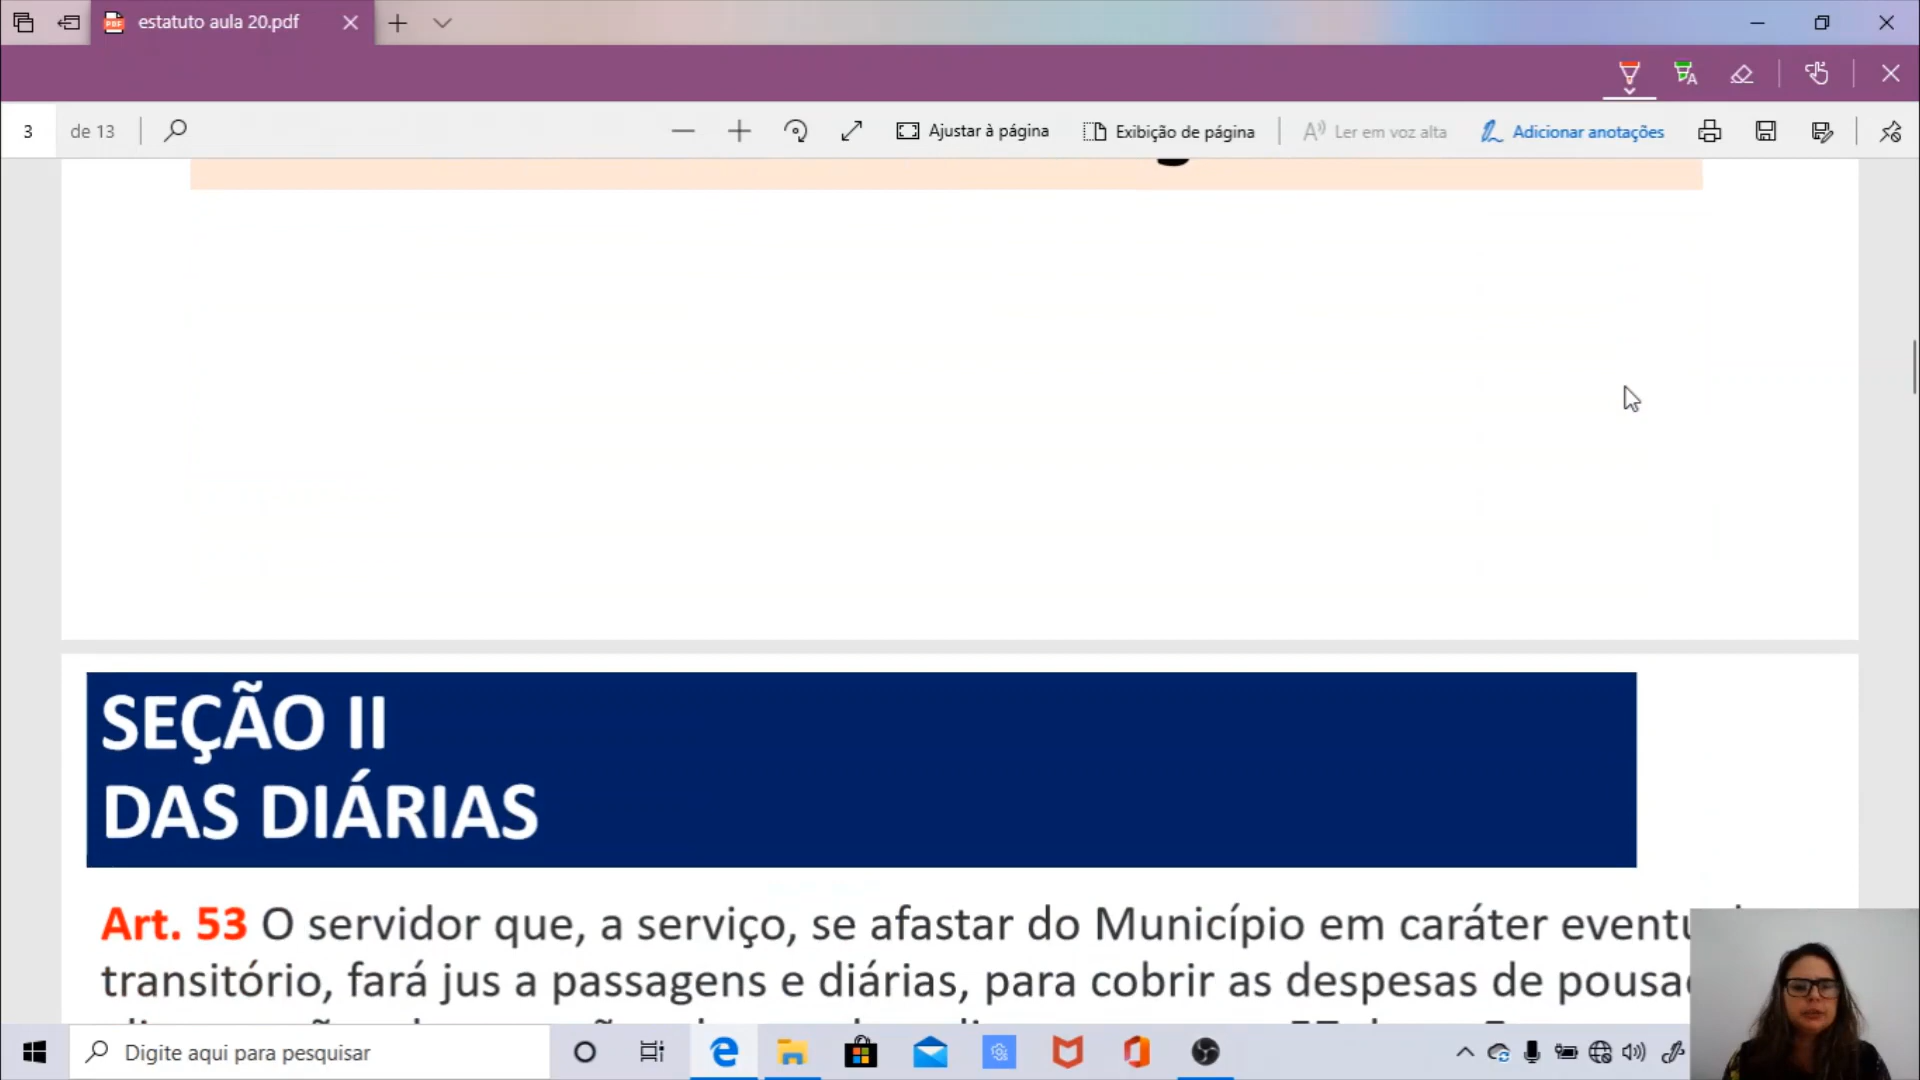 estatuto aula 20.pdf
3 de 13
Ajustar à página
Exibição de página
Ler em voz alta
Adicionar anotações
SEÇÃO II
DAS DIÁRIAS
Art. 53 O servidor que, a serviço, se afastar do Município em caráter
transitório, fará jus a passagens e diárias, para cobrir as despesas de
Digite aqui para pesquisar